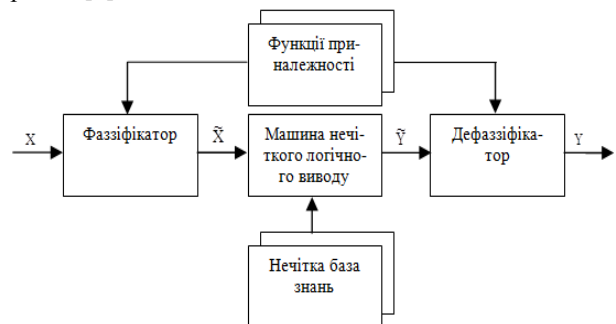 Функції при-
належності
X
Фаззіфікатор
X̃
Машина нечі-
ткого логічно-
го виводу
Ỹ
Дефаззіфіка-
тор
Y
Нечітка база
знань